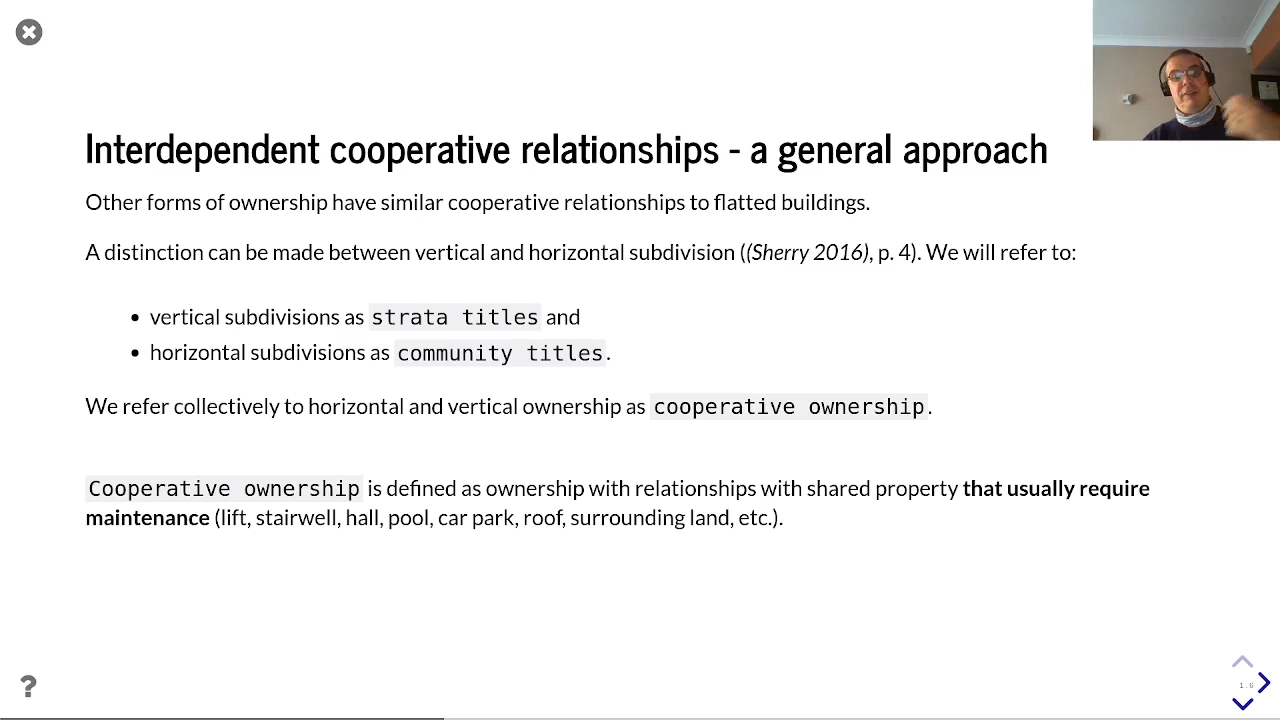 Interdependent cooperative relationships - a general approach
Other forms of ownership have similar cooperative relationships to flatted buildings.
A distinction can be made between vertical and horizontal subdivision ((Sherry 2016), p. 4). We will refer to:
• vertical subdivisions as strata titles and
• horizontal subdivisions as community titles.
We refer collectively to horizontal and vertical ownership as cooperative ownership.
Cooperative ownership is defined as ownership with relationships with shared property that usually require
maintenance (lift, stairwell, hall, pool, car park, roof, surrounding land, etc.).
?
1.6